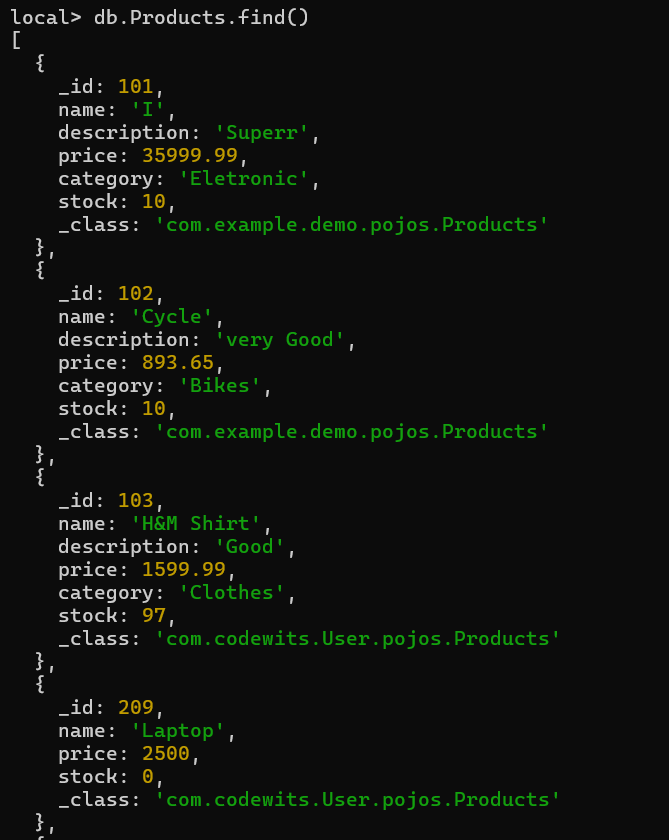 local> db.Products.find()
[
  {
    _id: 101,
    name: 'I',
    description: 'Superr',
    price: 35999.99,
    category: 'Eletronic',
    stock: 10,
    _class: 'com.example.demo.pojos.Products'
  },
  {
    _id: 102,
    name: 'Cycle',
    description: 'very Good',
    price: 893.65,
    category: 'Bikes',
    stock: 10,
    _class: 'com.example.demo.pojos.Products'
  },
  {
    _id: 103,
    name: 'H&M Shirt',
    description: 'Good',
    price: 1599.99,
    category: 'Clothes',
    stock: 97,
    _class: 'com.codewits.User.pojos.Products'
  },
  {
    _id: 209,
    name: 'Laptop',
    price: 2500,
    stock: 0,
    _class: 'com.codewits.User.pojos.Products'
  },